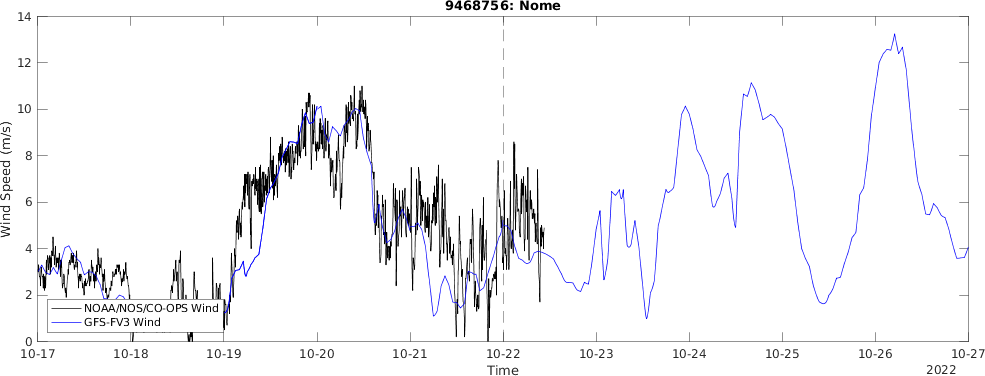 9468756: Nome
14
12
10
8
6
4
2
0
Wind Speed (m/s)
NOAA/NOS/CO-OPS Wind
GFS-FV3 Wind
10-17 10-18 10-19 10-20 10-21 10-22 10-23 10-24 10-25 10-26 10-27
Time
2022